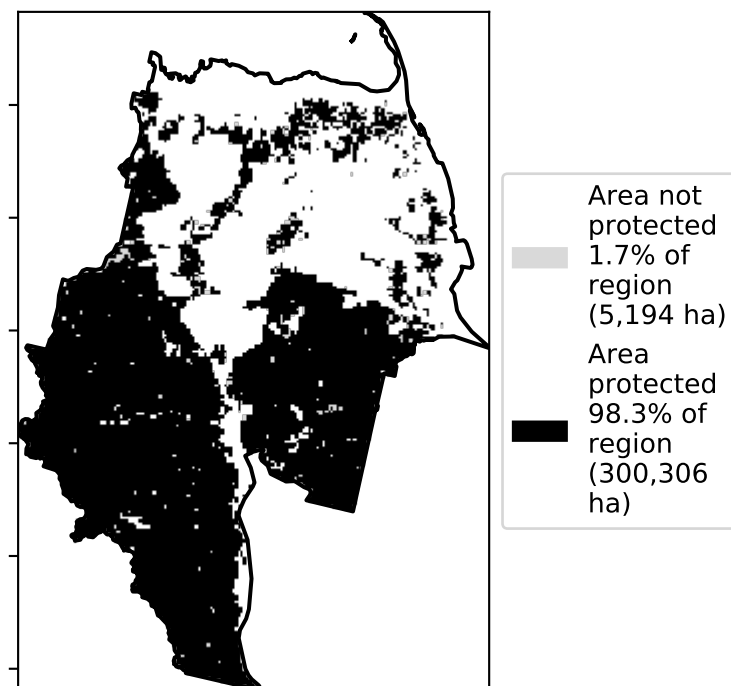 Area not
protected
1.7% of
region
(5,194 ha)
Area
protected
98.3% of
region
(300,306
ha)